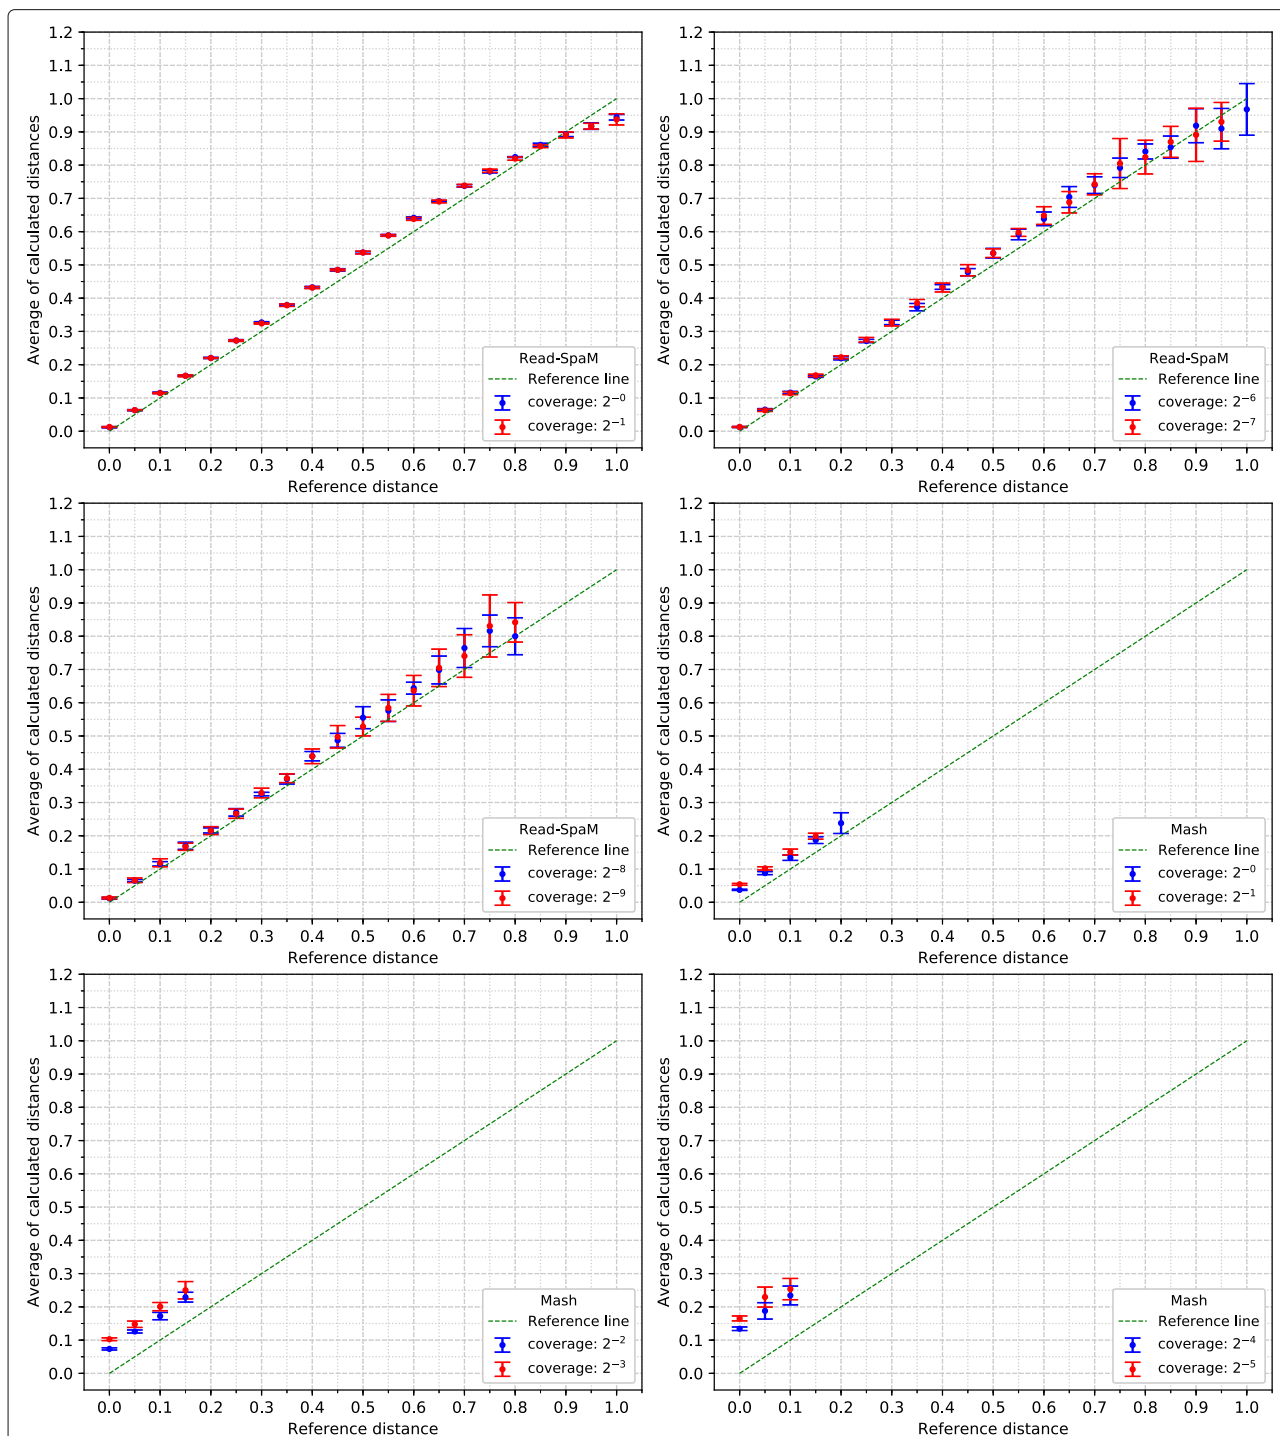 1.2
1.1
1.0
0.9
0.8
0.7
0.6
0.5
0.4
0.3
0.2
0.1
0.0
Average of calculated distances
Read-SpaM
Reference line
coverage: 2⁻⁰
coverage: 2⁻¹
0.0 0.1 0.2 0.3 0.4 0.5 0.6 0.7 0.8 0.9 1.0
Reference distance
1.2
1.1
1.0
0.9
0.8
0.7
0.6
0.5
0.4
0.3
0.2
0.1
0.0
Average of calculated distances
Read-SpaM
Reference line
coverage: 2⁻⁶
coverage: 2⁻⁷
0.0 0.1 0.2 0.3 0.4 0.5 0.6 0.7 0.8 0.9 1.0
Reference distance
1.2
1.1
1.0
0.9
0.8
0.7
0.6
0.5
0.4
0.3
0.2
0.1
0.0
Average of calculated distances
Read-SpaM
Reference line
coverage: 2⁻⁸
coverage: 2⁻⁹
0.0 0.1 0.2 0.3 0.4 0.5 0.6 0.7 0.8 0.9 1.0
Reference distance
1.2
1.1
1.0
0.9
0.8
0.7
0.6
0.5
0.4
0.3
0.2
0.1
0.0
Average of calculated distances
Mash
Reference line
coverage: 2⁻⁰
coverage: 2⁻¹
0.0 0.1 0.2 0.3 0.4 0.5 0.6 0.7 0.8 0.9 1.0
Reference distance
1.2
1.1
1.0
0.9
0.8
0.7
0.6
0.5
0.4
0.3
0.2
0.1
0.0
Average of calculated distances
Mash
Reference line
coverage: 2⁻²
coverage: 2⁻³
0.0 0.1 0.2 0.3 0.4 0.5 0.6 0.7 0.8 0.9 1.0
Reference distance
1.2
1.1
1.0
0.9
0.8
0.7
0.6
0.5
0.4
0.3
0.2
0.1
0.0
Average of calculated distances
Mash
Reference line
coverage: 2⁻⁴
coverage: 2⁻⁵
0.0 0.1 0.2 0.3 0.4 0.5 0.6 0.7 0.8 0.9 1.0
Reference distance